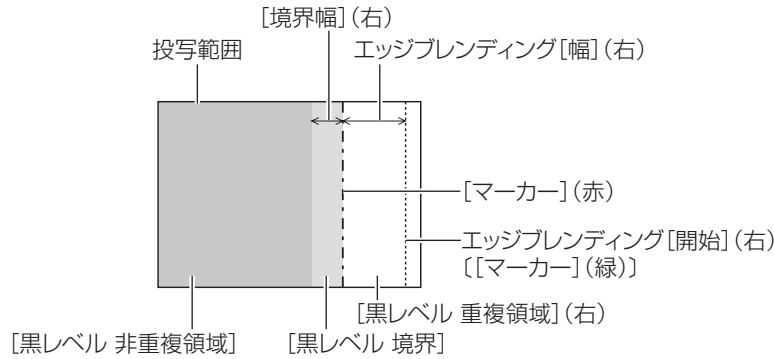 [境界幅](右)
投写範囲
エッジブレンディング[幅](右)
[マーカー](赤)
エッジブレンディング[開始](右)
〔[マーカー](緑)〕
[黒レベル 重複領域](右)
[黒レベル 非重複領域]
[黒レベル 境界]